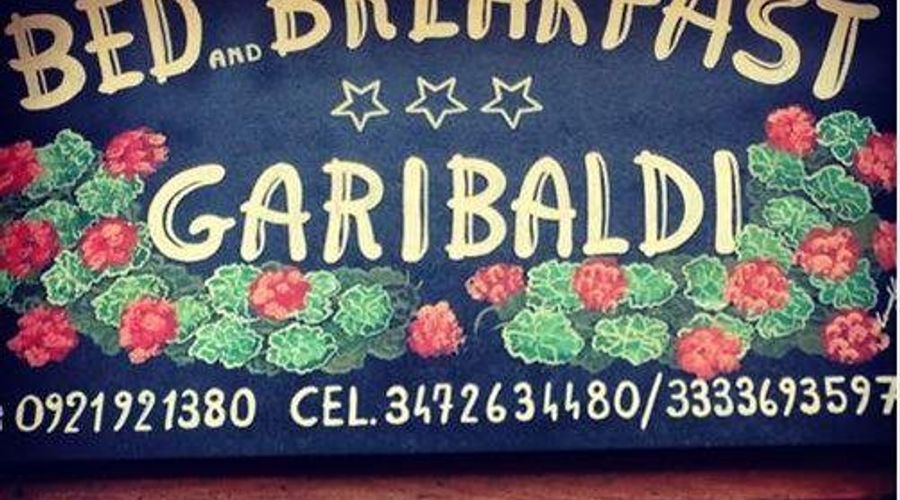 BED AND BREAKFAST
GARIBALDI
0921921380 CEL. 3472634480/3333693597